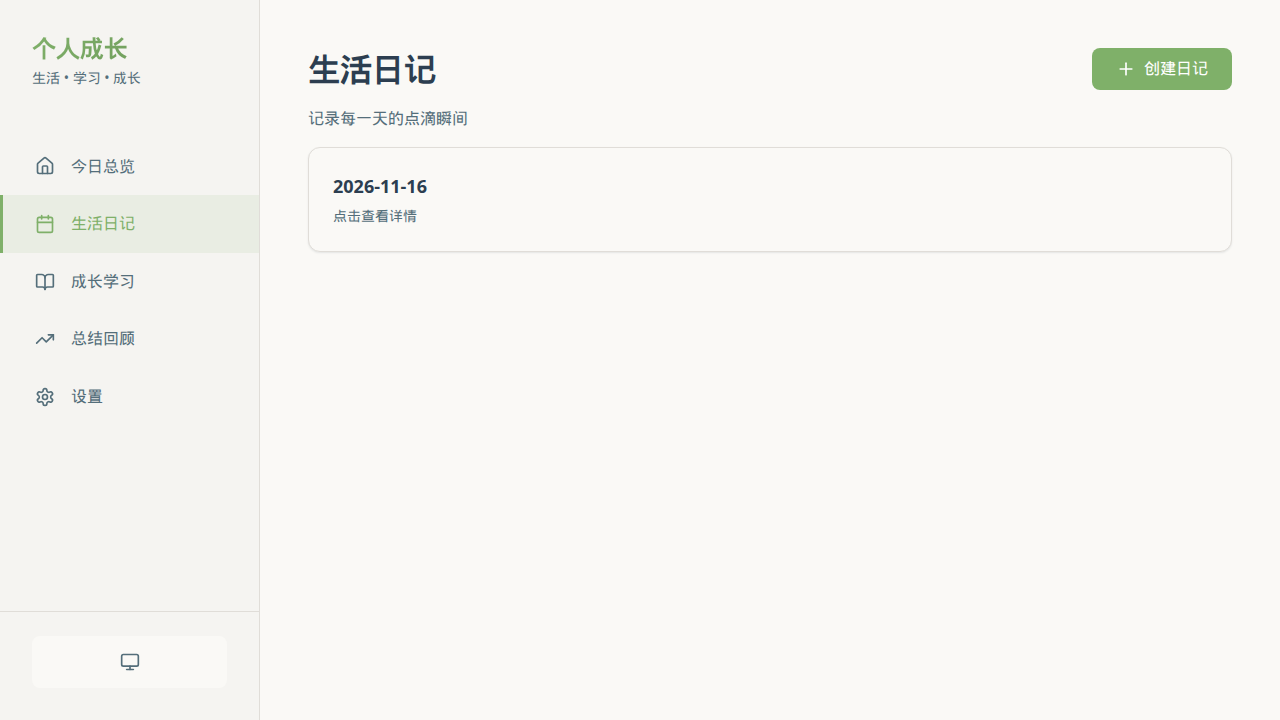 个人成长
生活 • 学习 • 成长
今日总览
生活日记
成长学习
总结回顾
设置
生活日记
创建日记
记录每一天的点滴瞬间
2026-11-16
点击查看详情